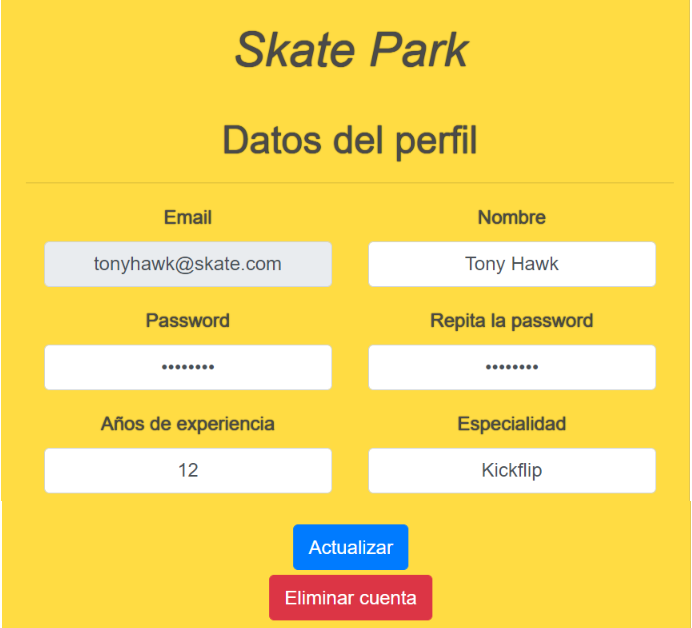 Skate Park
Datos del perfil
Email Nombre
tonyhawk@skate.com Tony Hawk
Password Repita la password
•••••••• ••••••••
Años de experiencia Especialidad
12 Kickflip
Actualizar
Eliminar cuenta